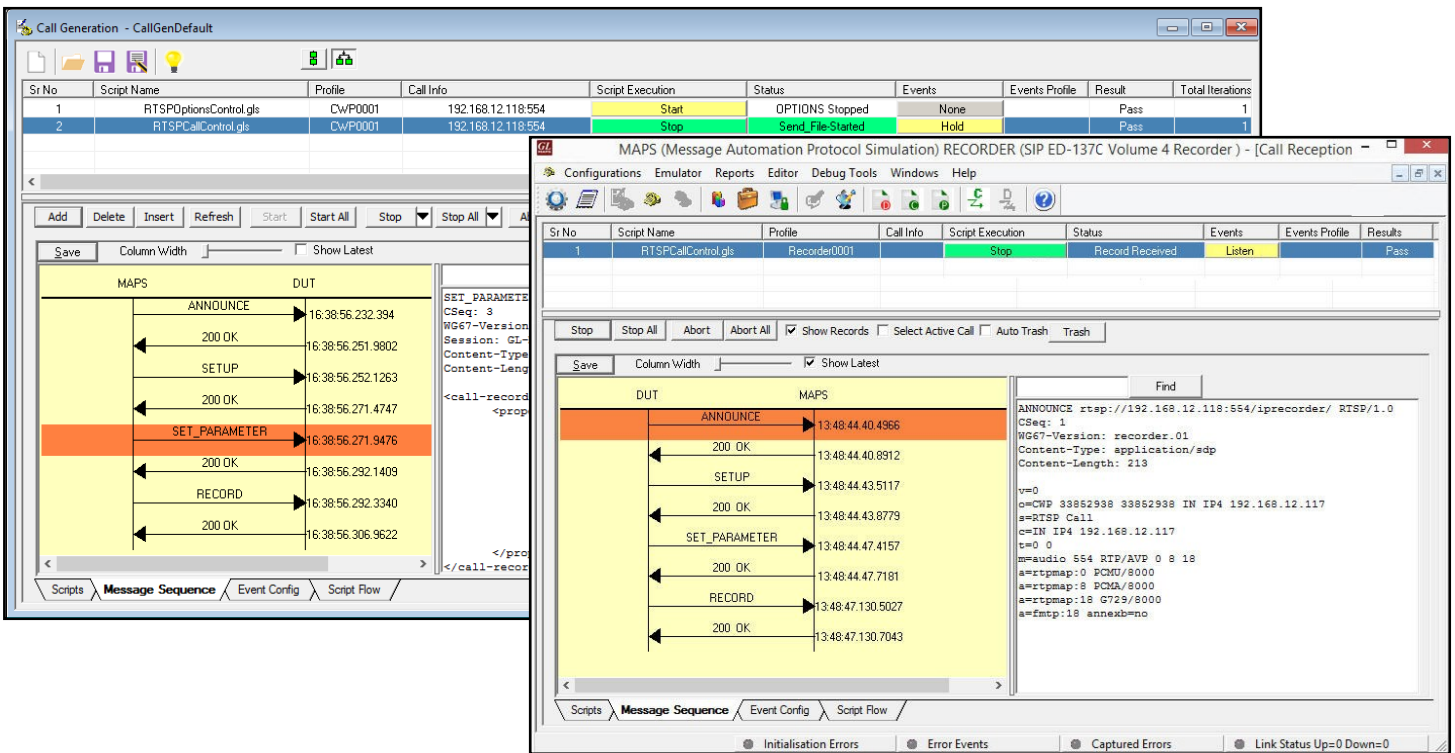 Call Generation - CallGenDefault
Sr No Script Name Profile Call Info Script Execution Status Events Events Profile Result Total Iterations
1 RTSPOptionsControl.gls CWP0001 192.168.12.118:554 Start OPTIONS Stopped None Pass 1
2 RTSPCallControl.gls CWP0001 192.168.12.118:554 Stop Send_File-Started Hold Pass 1
Add Delete Insert Refresh Start Start All Stop Stop All
Save Column Width Show Latest
MAPS DUT
ANNOUNCE
16:38:56.232.394
200 OK
16:38:56.251.9802
SETUP
16:38:56.252.1263
200 OK
16:38:56.271.4747
SET_PARAMETER
16:38:56.271.9476
200 OK
16:38:56.292.1409
RECORD
16:38:56.292.3340
200 OK
16:38:56.306.9622
SET_PARAMETE
CSeq: 3
WG67-Version
Session: GL-
Content-Type
Content-Leng
<call-record
<prope
</prop
</call-recor
Scripts Message Sequence Event Config Script Flow
GL MAPS (Message Automation Protocol Simulation) RECORDER (SIP ED-137C Volume 4 Recorder ) - [Call Reception
Configurations Emulator Reports Editor Debug Tools Windows Help
Sr No Script Name Profile Call Info Script Execution Status Events Events Profile Results
1 RTSPCallControl.gls Recorder0001 Stop Record Received Listen Pass
Stop Stop All Abort Abort All Show Records Select Active Call Auto Trash Trash
Save Column Width Show Latest
Find
DUT MAPS
ANNOUNCE
13:48:44.40.4966
200 OK
13:48:44.40.8912
SETUP
13:48:44.43.5117
200 OK
13:48:44.43.8779
SET_PARAMETER
13:48:44.47.4157
200 OK
13:48:44.47.7181
RECORD
13:48:47.130.5027
200 OK
13:48:47.130.7043
ANNOUNCE rtsp://192.168.12.118:554/iprecorder/ RTSP/1.0
CSeq: 1
WG67-Version: recorder.01
Content-Type: application/sdp
Content-Length: 213
v=0
o=CWP 33852938 33852938 IN IP4 192.168.12.117
s=RTSP Call
c=IN IP4 192.168.12.117
t=0 0
m=audio 554 RTP/AVP 0 8 18
a=rtpmap:0 PCMU/8000
a=rtpmap:8 PCMA/8000
a=rtpmap:18 G729/8000
a=fmtp:18 annexb=no
Scripts Message Sequence Event Config Script Flow
Initialisation Errors Error Events Captured Errors Link Status Up=0 Down=0